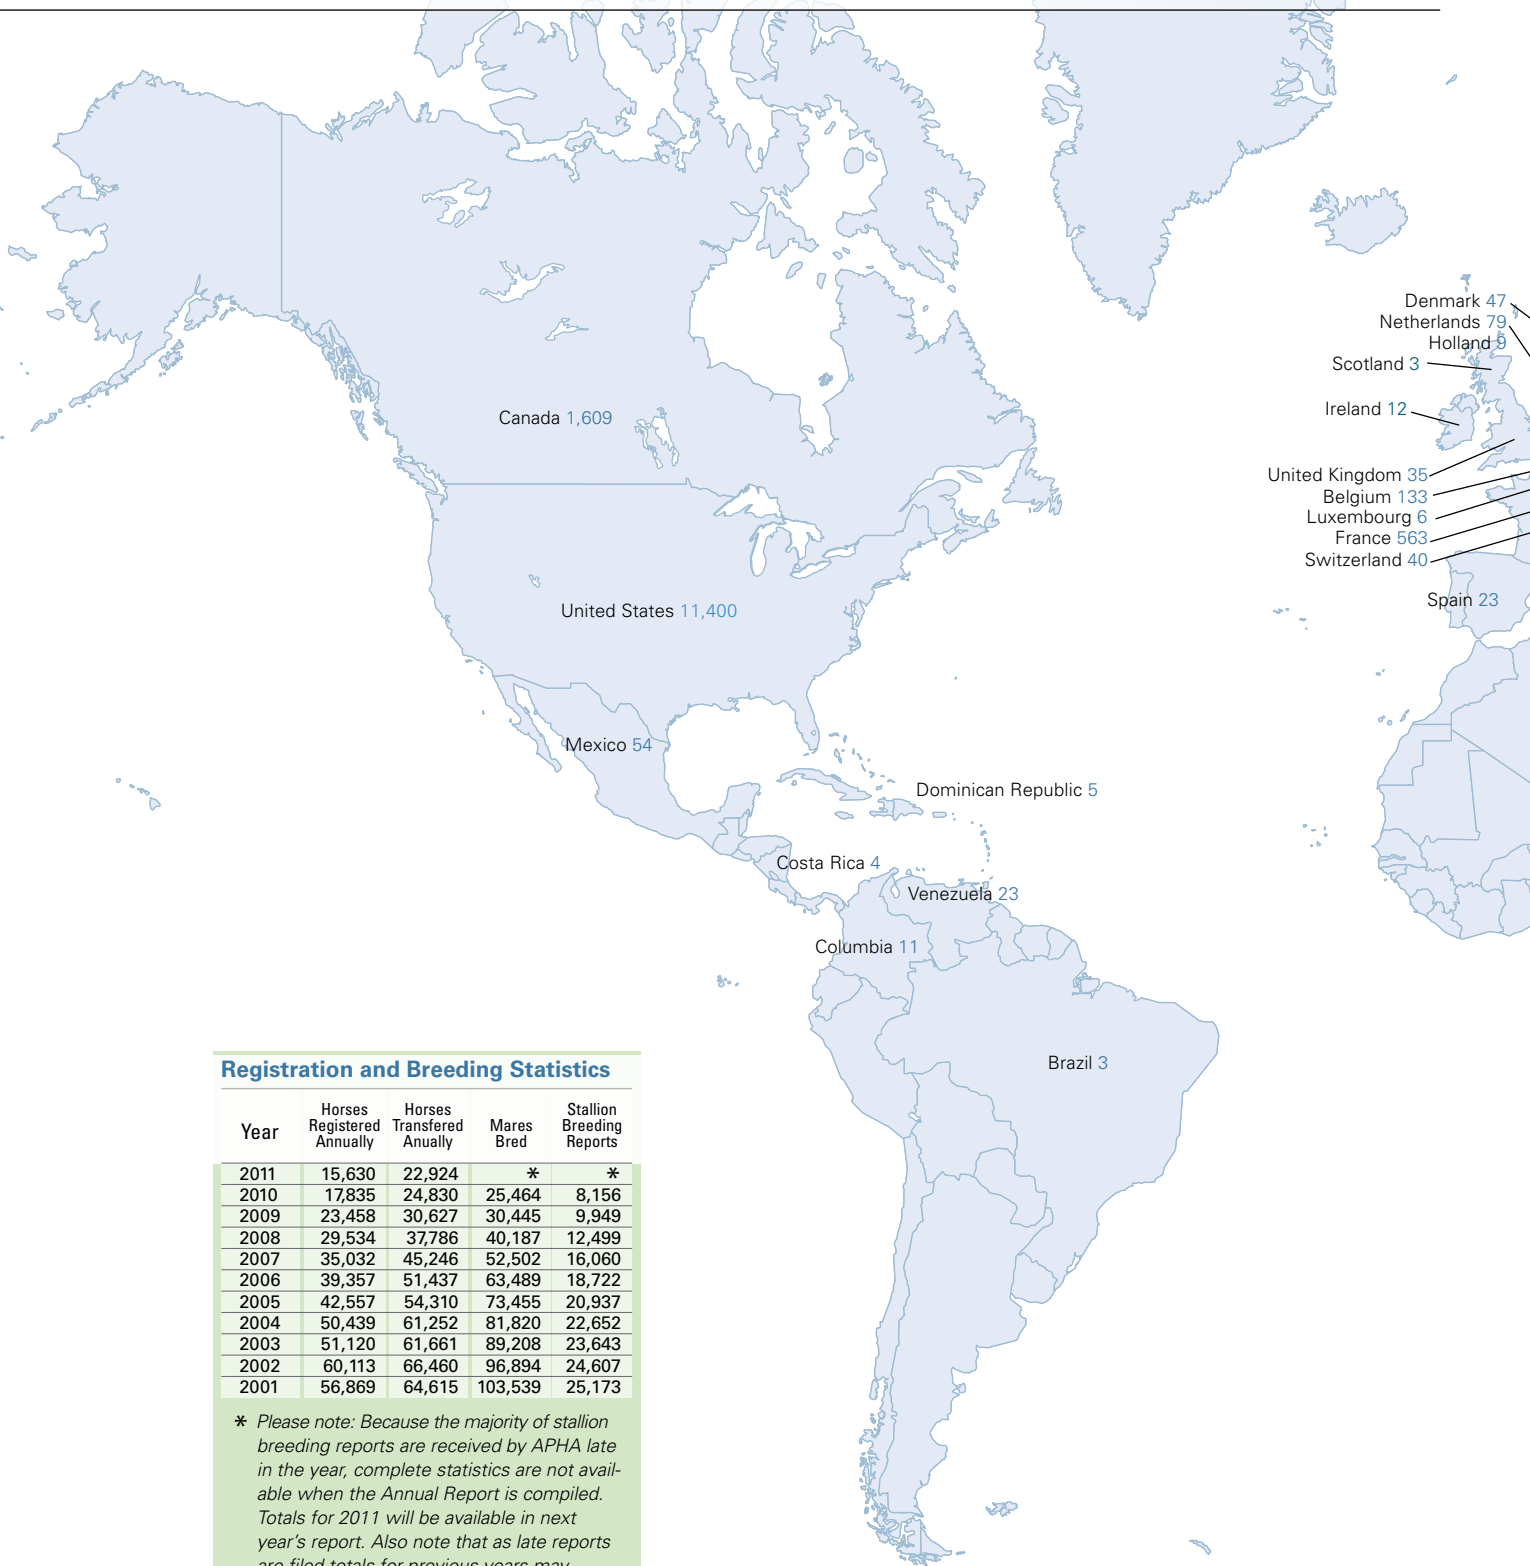 Denmark 47
Netherlands 79
Holland 9
Scotland 3
Ireland 12
Canada 1,609
United Kingdom 35
Belgium 133
Luxembourg 6
France 563
Switzerland 40
Spain 23
United States 11,400
Mexico 54
Dominican Republic 5
Costa Rica 4
Venezuela 23
Columbia 11
Brazil 3
Registration and Breeding Statistics
Year Horses Registered Annually Horses Transfered Anually Mares Bred Stallion Breeding Reports
2011 15,630 22,924 * *
2010 17,835 24,830 25,464 8,156
2009 23,458 30,627 30,445 9,949
2008 29,534 37,786 40,187 12,499
2007 35,032 45,246 52,502 16,060
2006 39,357 51,437 63,489 18,722
2005 42,557 54,310 73,455 20,937
2004 50,439 61,252 81,820 22,652
2003 51,120 61,661 89,208 23,643
2002 60,113 66,460 96,894 24,607
2001 56,869 64,615 103,539 25,173
* Please note: Because the majority of stallion
breeding reports are received by APHA late
in the year, complete statistics are not avail-
able when the Annual Report is compiled.
Totals for 2011 will be available in next
year's report. Also note that as late reports
are filed totals for previous years may